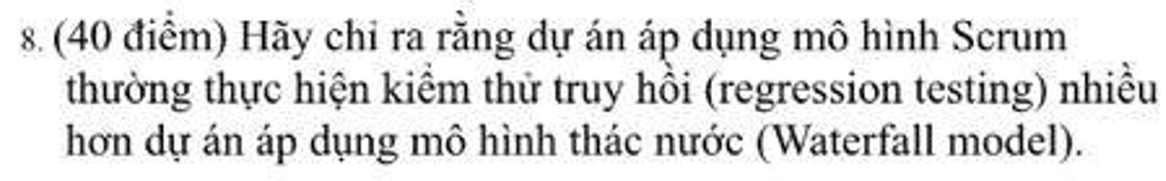 8. (40 điểm) Hãy chỉ ra rằng dự án áp dụng mô hình Scrum
thường thực hiện kiểm thử truy hồi (regression testing) nhiều
hơn dự án áp dụng mô hình thác nước (Waterfall model).